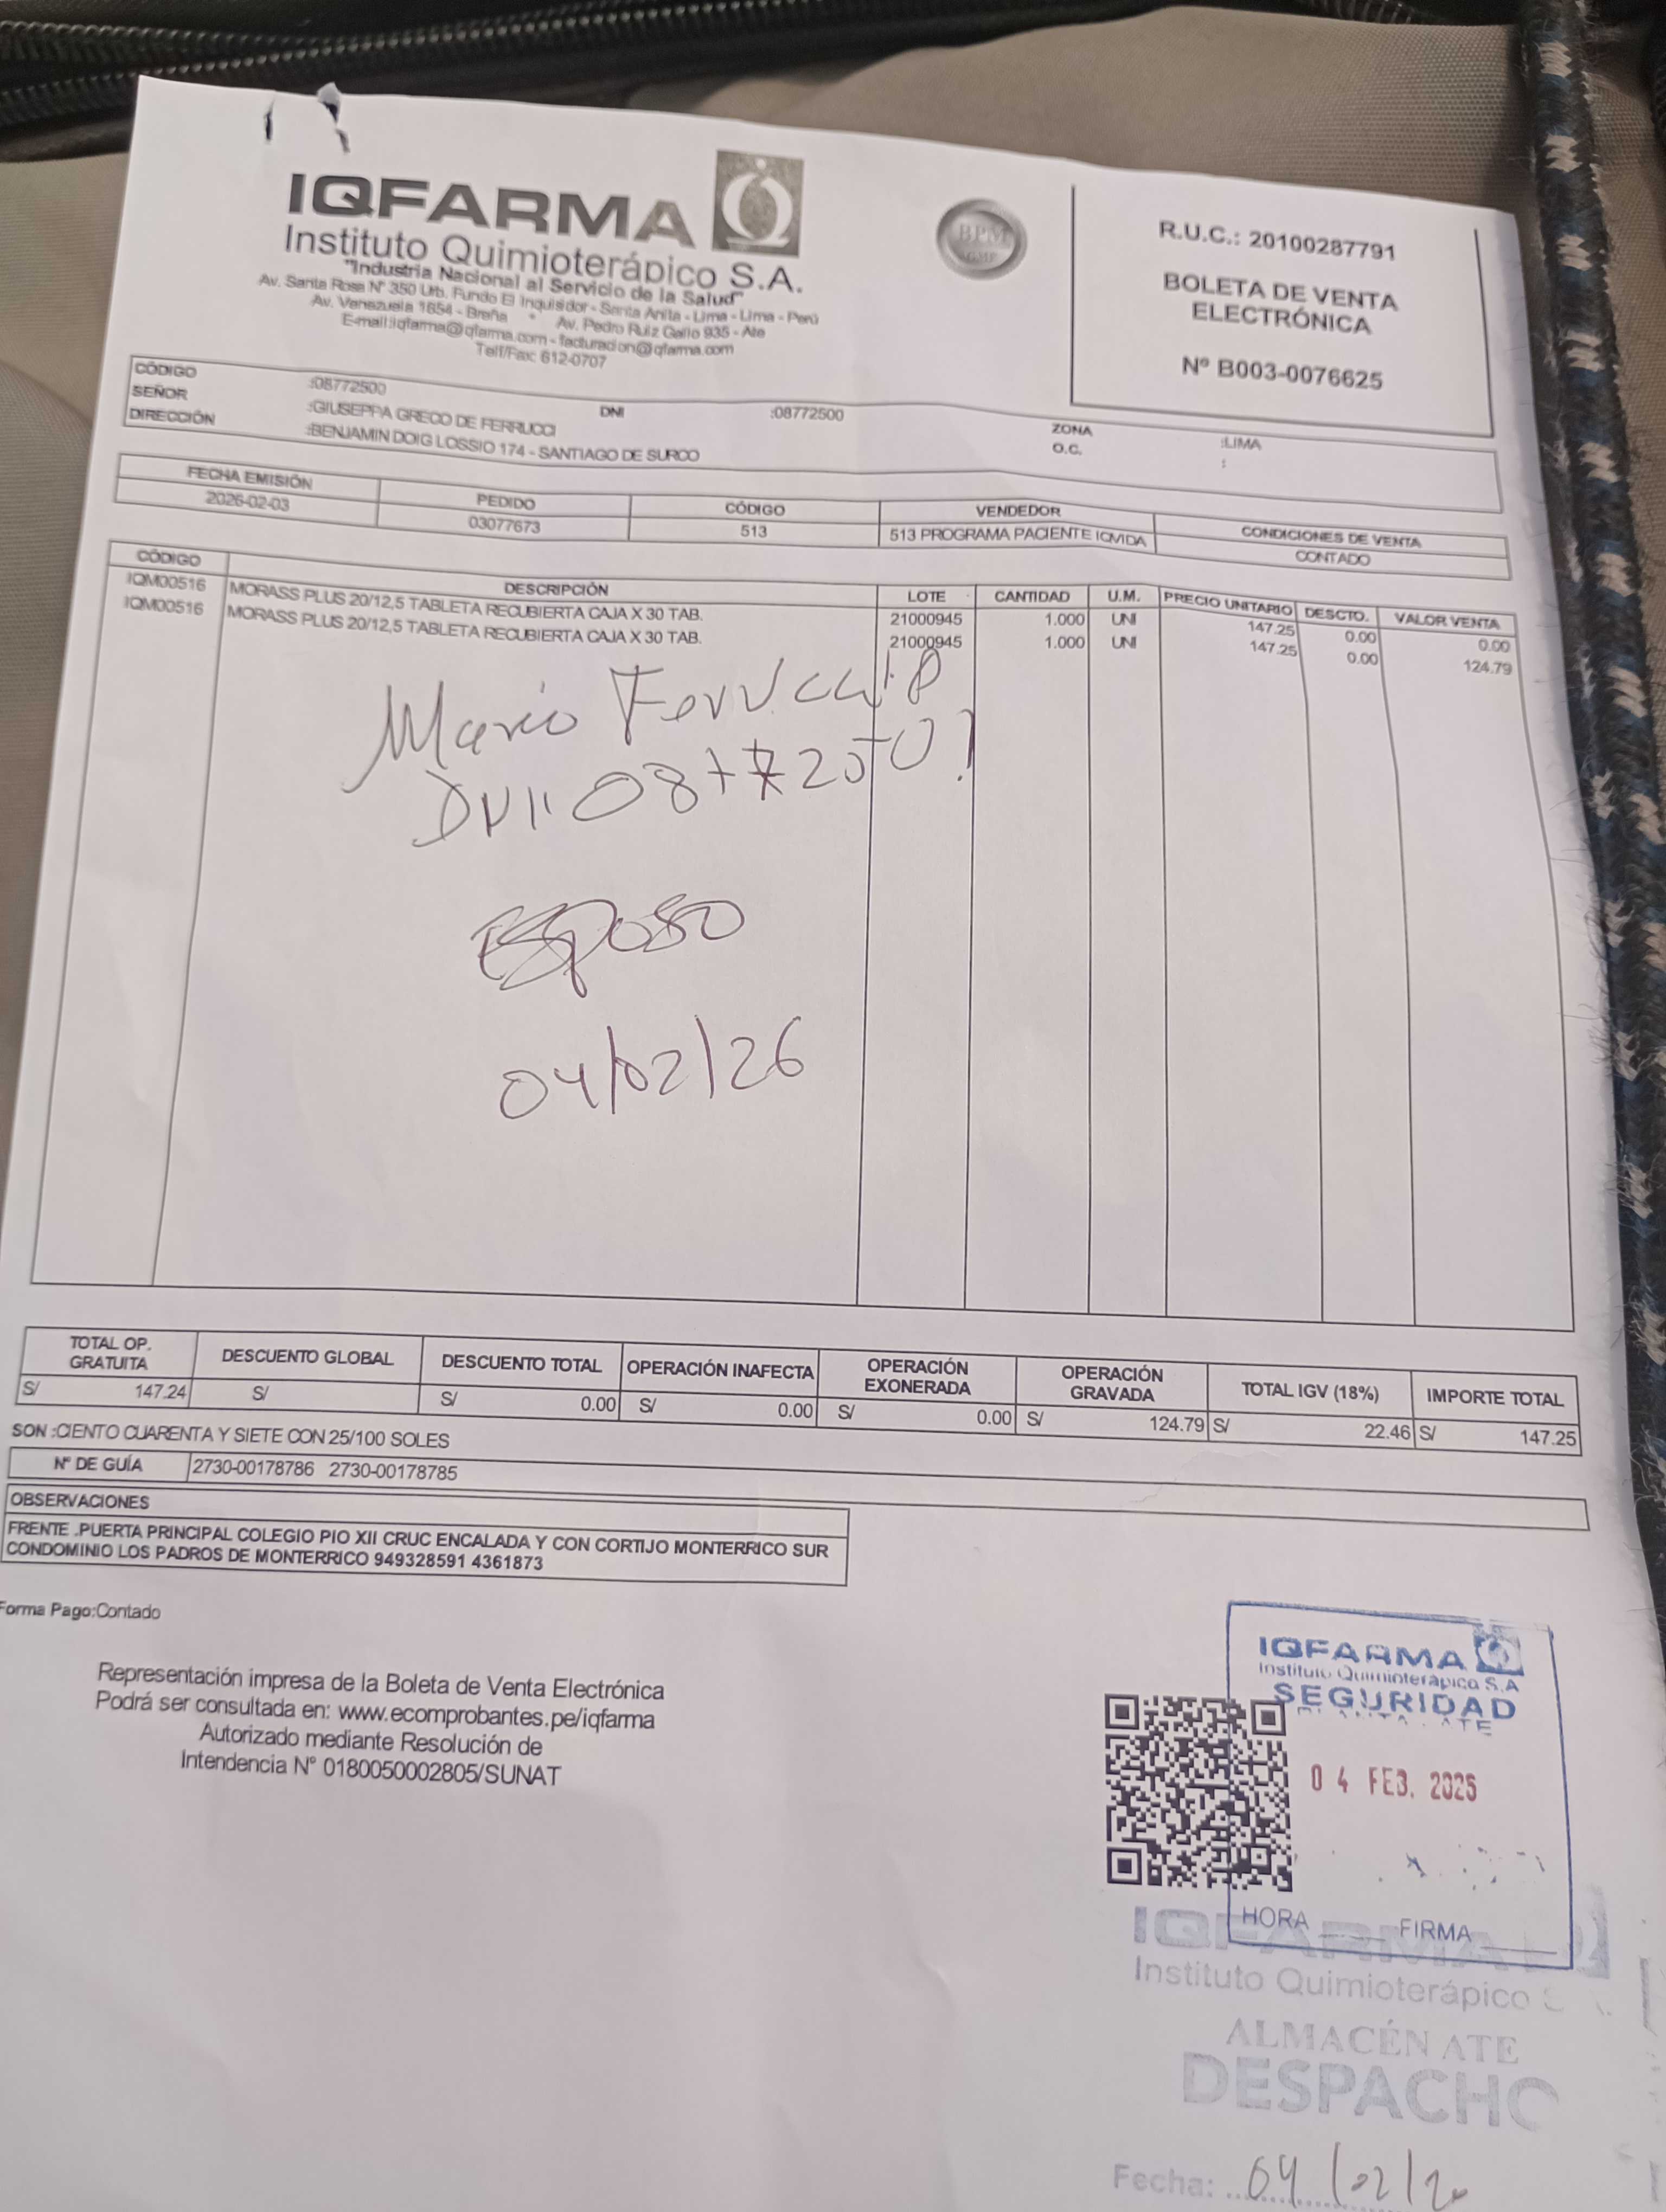 IQFARMA
Instituto Quimioterápico S.A.
"Industria Nacional al Servicio de la Salud"
Av. Santa Rosa N° 350 Urb. Fundo El Inquisidor - Santa Anita - Lima - Lima - Perú
Av. Venezuela 1654 - Breña * Av. Pedro Ruiz Gallo 935 - Ate
E-mail:iqfarma@iqfarma.com - facturacion@iqfarma.com
Telf/Fax: 612-0707
BPM
R.U.C.: 20100287791
BOLETA DE VENTA
ELECTRÓNICA
Nº B003-0076625
CÓDIGO :08772500 DNI :08772500 ZONA :LIMA
SEÑOR :GIUSEPPA GRECO DE FERRUCCI O.C. :
DIRECCIÓN :BENJAMIN DOIG LOSSIO 174 - SANTIAGO DE SURCO
FECHA EMISIÓN PEDIDO CÓDIGO VENDEDOR CONDICIONES DE VENTA
2026-02-03 03077673 513 513 PROGRAMA PACIENTE IQVIDA CONTADO
CÓDIGO DESCRIPCIÓN LOTE CANTIDAD U.M. PRECIO UNITARIO DESCTO. VALOR VENTA
IQM00516 MORASS PLUS 20/12,5 TABLETA RECUBIERTA CAJA X 30 TAB. 21000945 1.000 UNI 147.25 0.00 0.00
IQM00516 MORASS PLUS 20/12,5 TABLETA RECUBIERTA CAJA X 30 TAB. 21000945 1.000 UNI 147.25 0.00 124.79
Mario
Esposo
04/02/26
TOTAL OP. GRATUITA DESCUENTO GLOBAL DESCUENTO TOTAL OPERACIÓN INAFECTA OPERACIÓN EXONERADA OPERACIÓN GRAVADA TOTAL IGV (18%) IMPORTE TOTAL
S/ 147.24 S/ S/ 0.00 S/ 0.00 S/ 0.00 S/ 124.79 S/ 22.46 S/ 147.25
SON :CIENTO CUARENTA Y SIETE CON 25/100 SOLES
N° DE GUÍA 2730-00178786 2730-00178785
OBSERVACIONES
FRENTE .PUERTA PRINCIPAL COLEGIO PIO XII CRUC ENCALADA Y CON CORTIJO MONTERRICO SUR
CONDOMINIO LOS PADROS DE MONTERRICO 949328591 4361873
Forma Pago:Contado
Representación impresa de la Boleta de Venta Electrónica
Podrá ser consultada en: www.ecomprobantes.pe/iqfarma
Autorizado mediante Resolución de
Intendencia N° 0180050002805/SUNAT
IQFARMA
Instituto Quimioterápico S.A
SEGURIDAD
PLANTA - ATE
04 FEB. 2026
HORA FIRMA
IQFARMA
Instituto Quimioterápico S
ALMACÉN ATE
DESPACHO
Fecha: 04/02/